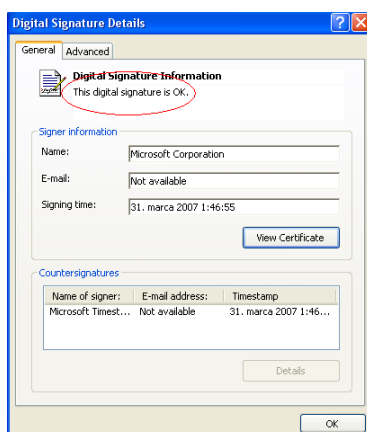 Digital Signature Details
General Advanced
Digital Signature Information
This digital signature is OK.
Signer information
Name: Microsoft Corporation
E-mail: Not available
Signing time: 31. marca 2007 1:46:55
View Certificate
Countersignatures
Name of signer: E-mail address: Timestamp
Microsoft Timest... Not available 31. marca 2007 1:46...
Details
OK